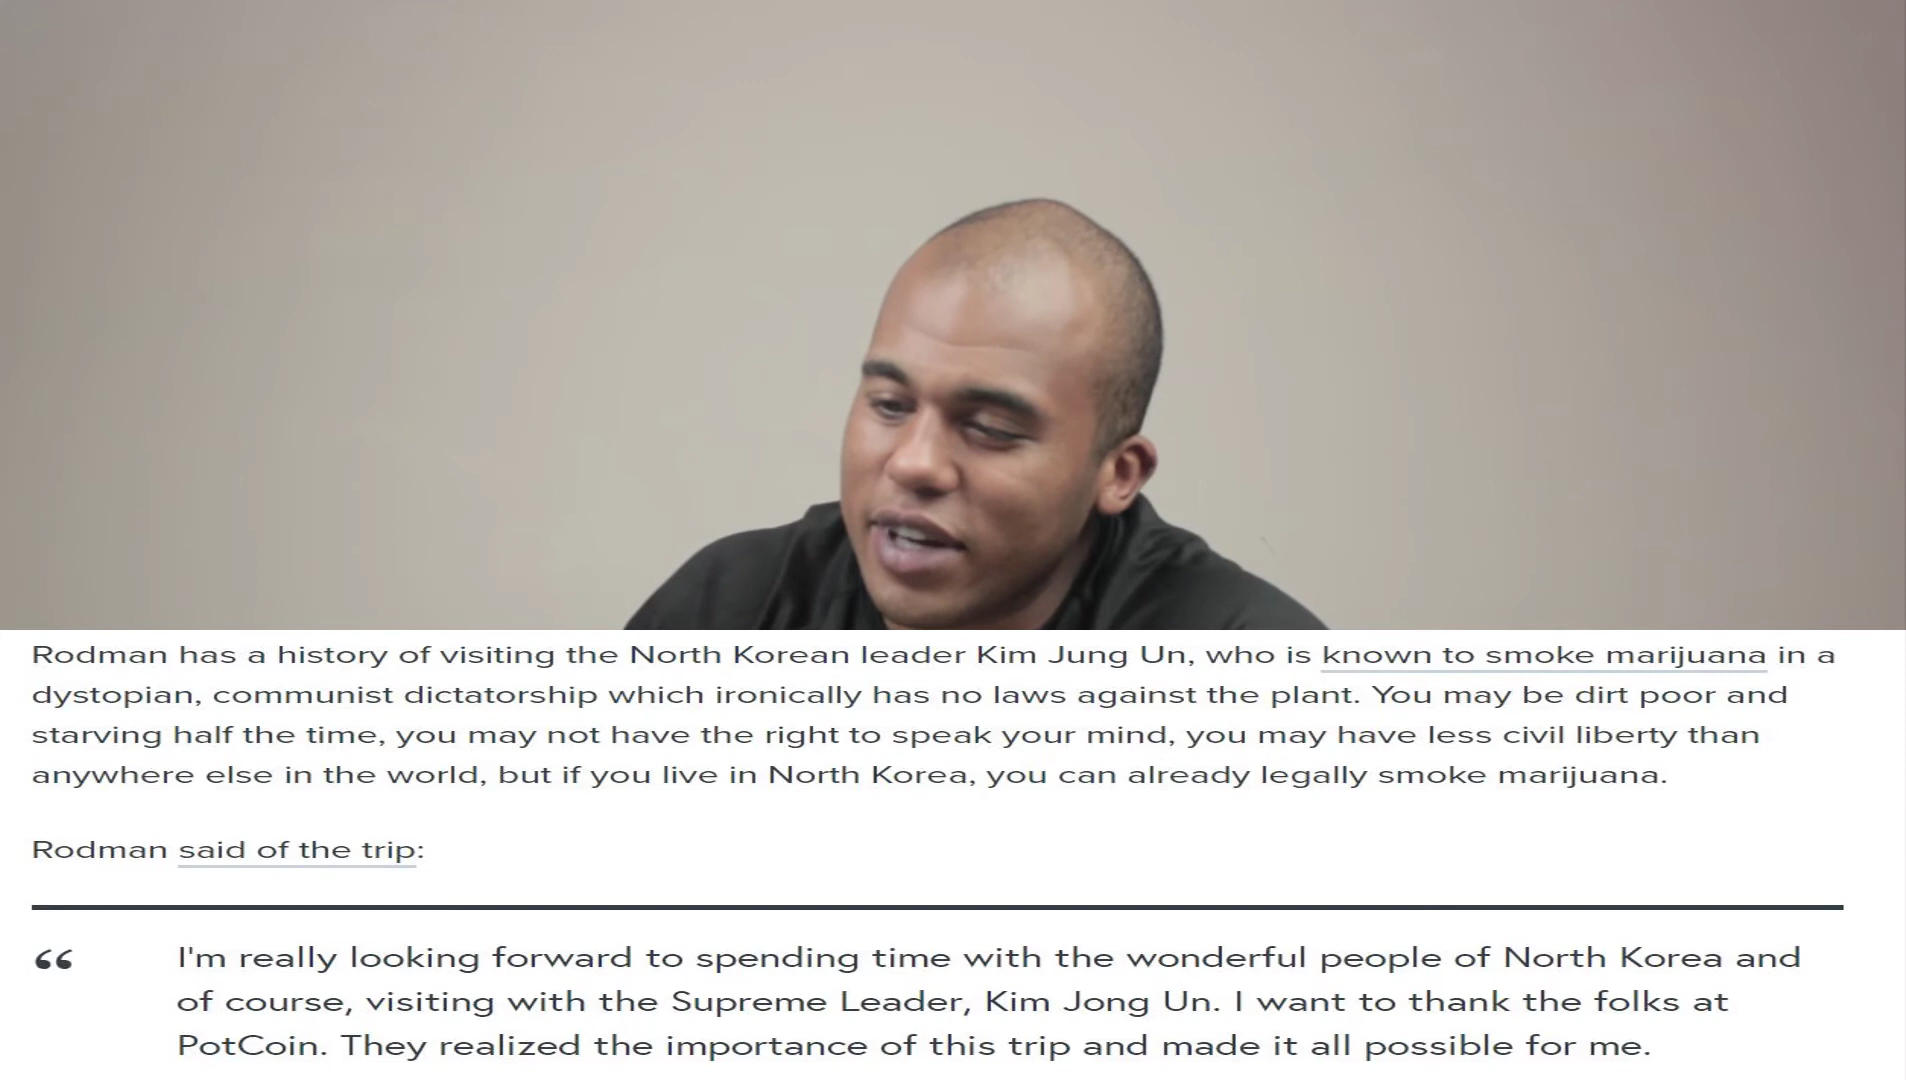 Rodman has a history of visiting the North Korean leader Kim Jung Un, who is known to smoke marijuana in a
dystopian, communist dictatorship which ironically has no laws against the plant. You may be dirt poor and
starving half the time, you may not have the right to speak your mind, you may have less civil liberty than
anywhere else in the world, but if you live in North Korea, you can already legally smoke marijuana.
Rodman said of the trip:
“ I'm really looking forward to spending time with the wonderful people of North Korea and
of course, visiting with the Supreme Leader, Kim Jong Un. I want to thank the folks at
PotCoin. They realized the importance of this trip and made it all possible for me.